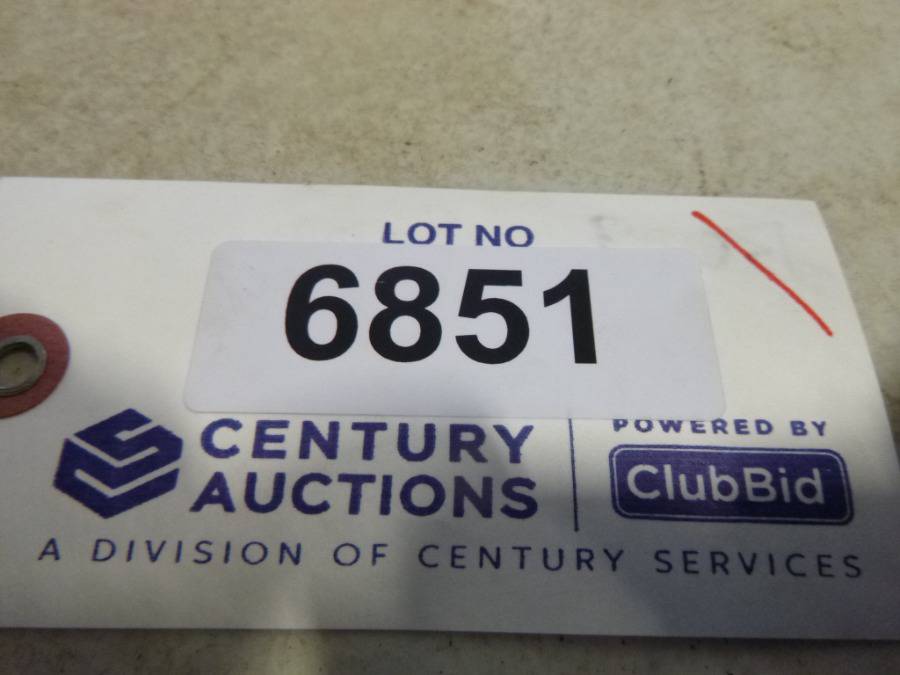 LOT NO
6851
CENTURY
AUCTIONS
POWERED BY
ClubBid
A DIVISION OF CENTURY SERVICES